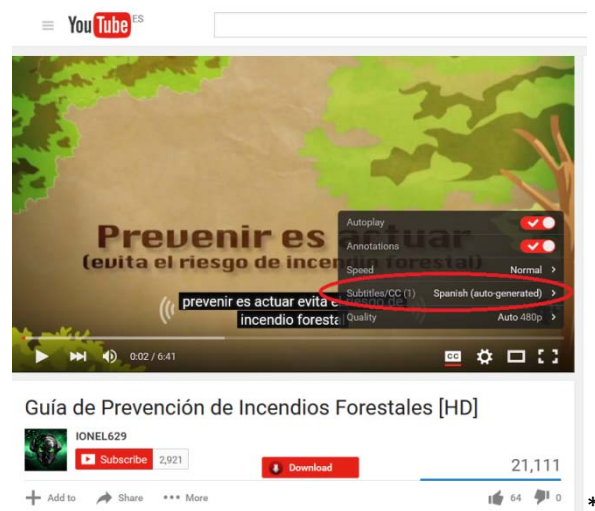 YouTube ES
Prevenir es actuar
(evita el riesgo de incendio forestal)
Autoplay
Annotations
Speed Normal >
Subtitles/CC (1) Spanish (auto-generated) >
Quality Auto 480p >
prevenir es actuar evita el riesgo de
incendio forestal
0:02 / 6:41
CC
Guía de Prevención de Incendios Forestales [HD]
IONEL629
Subscribe 2,921
Download
21,111
Add to Share More
64 0
*